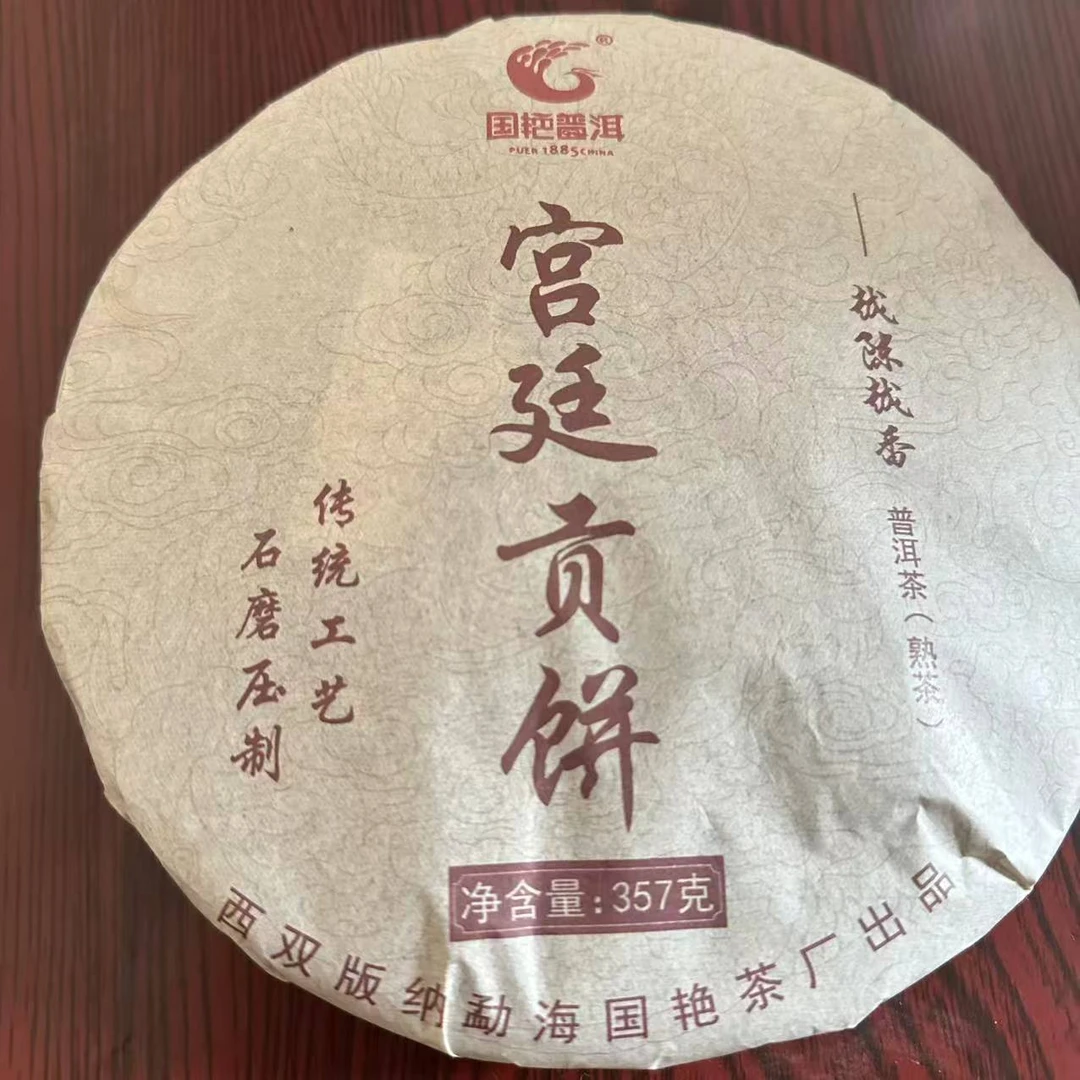 ®
国艳普洱
PUER 1885 CHINA
宫廷贡饼
越陈越香
普洱茶(熟茶)
传统工艺
石磨压制
净含量:357克
西双版纳勐海国艳茶厂出品